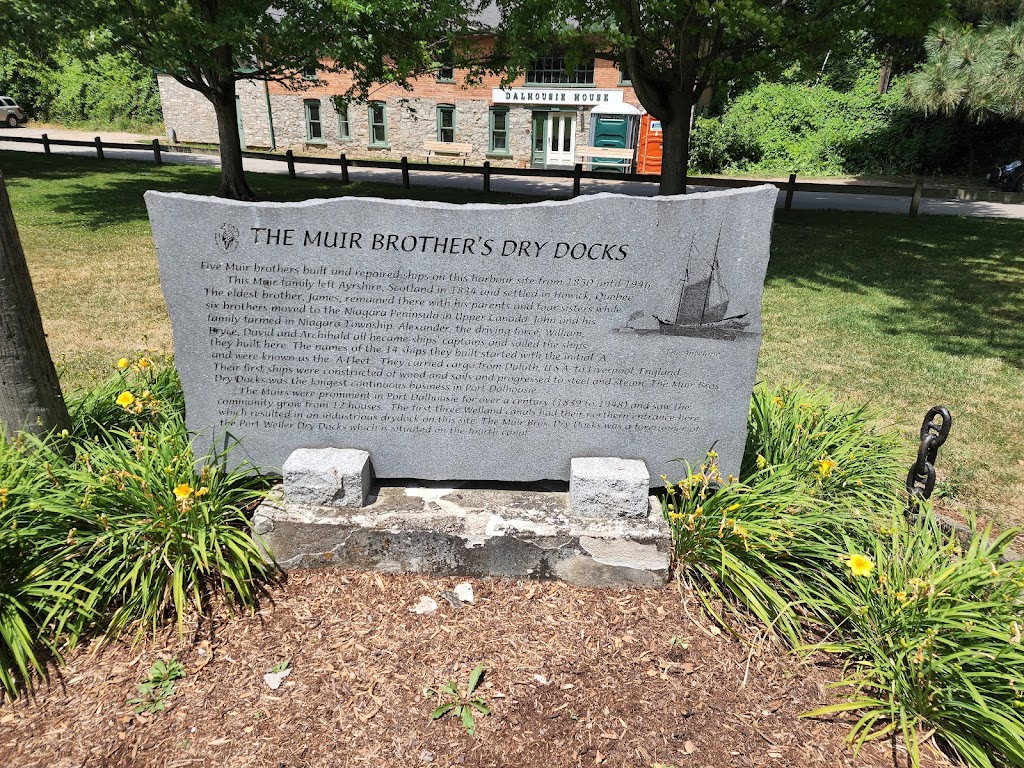 DALHOUSIE HOUSE
THE MUIR BROTHER'S DRY DOCKS
Five Muir brothers built and repaired ships on this harbour site from 1850 until 1946.
This Muir family left Ayrshire, Scotland in 1834 and settled in Howick, Quebec.
The eldest brother, James, remained there with his parents and four sisters while
six brothers moved to the Niagara Peninsula in Upper Canada. John and his
family farmed in Niagara Township. Alexander, the driving force, William,
Bryce, David and Archibald all became ships' captains and sailed the ships
they built here. The names of the 14 ships they built started with the initial 'A'
and were known as the 'A Fleet'. They carried cargo from Duluth, U.S.A. to Liverpool, England.
Their first ships were constructed of wood and sails and progressed to steel and steam. The Muir Bros.
Dry Docks was the longest continuous business in Port Dalhousie.
The Muirs were prominent in Port Dalhousie for over a century (1839 to 1948) and saw the
community grow from 12 houses. The first three Welland canals had their northern entrance here
which resulted in an industrious drydock on this site. The Muir Bros. Dry Docks was a forerunner of
the Port Weller Dry Docks which is situated on the fourth canal.